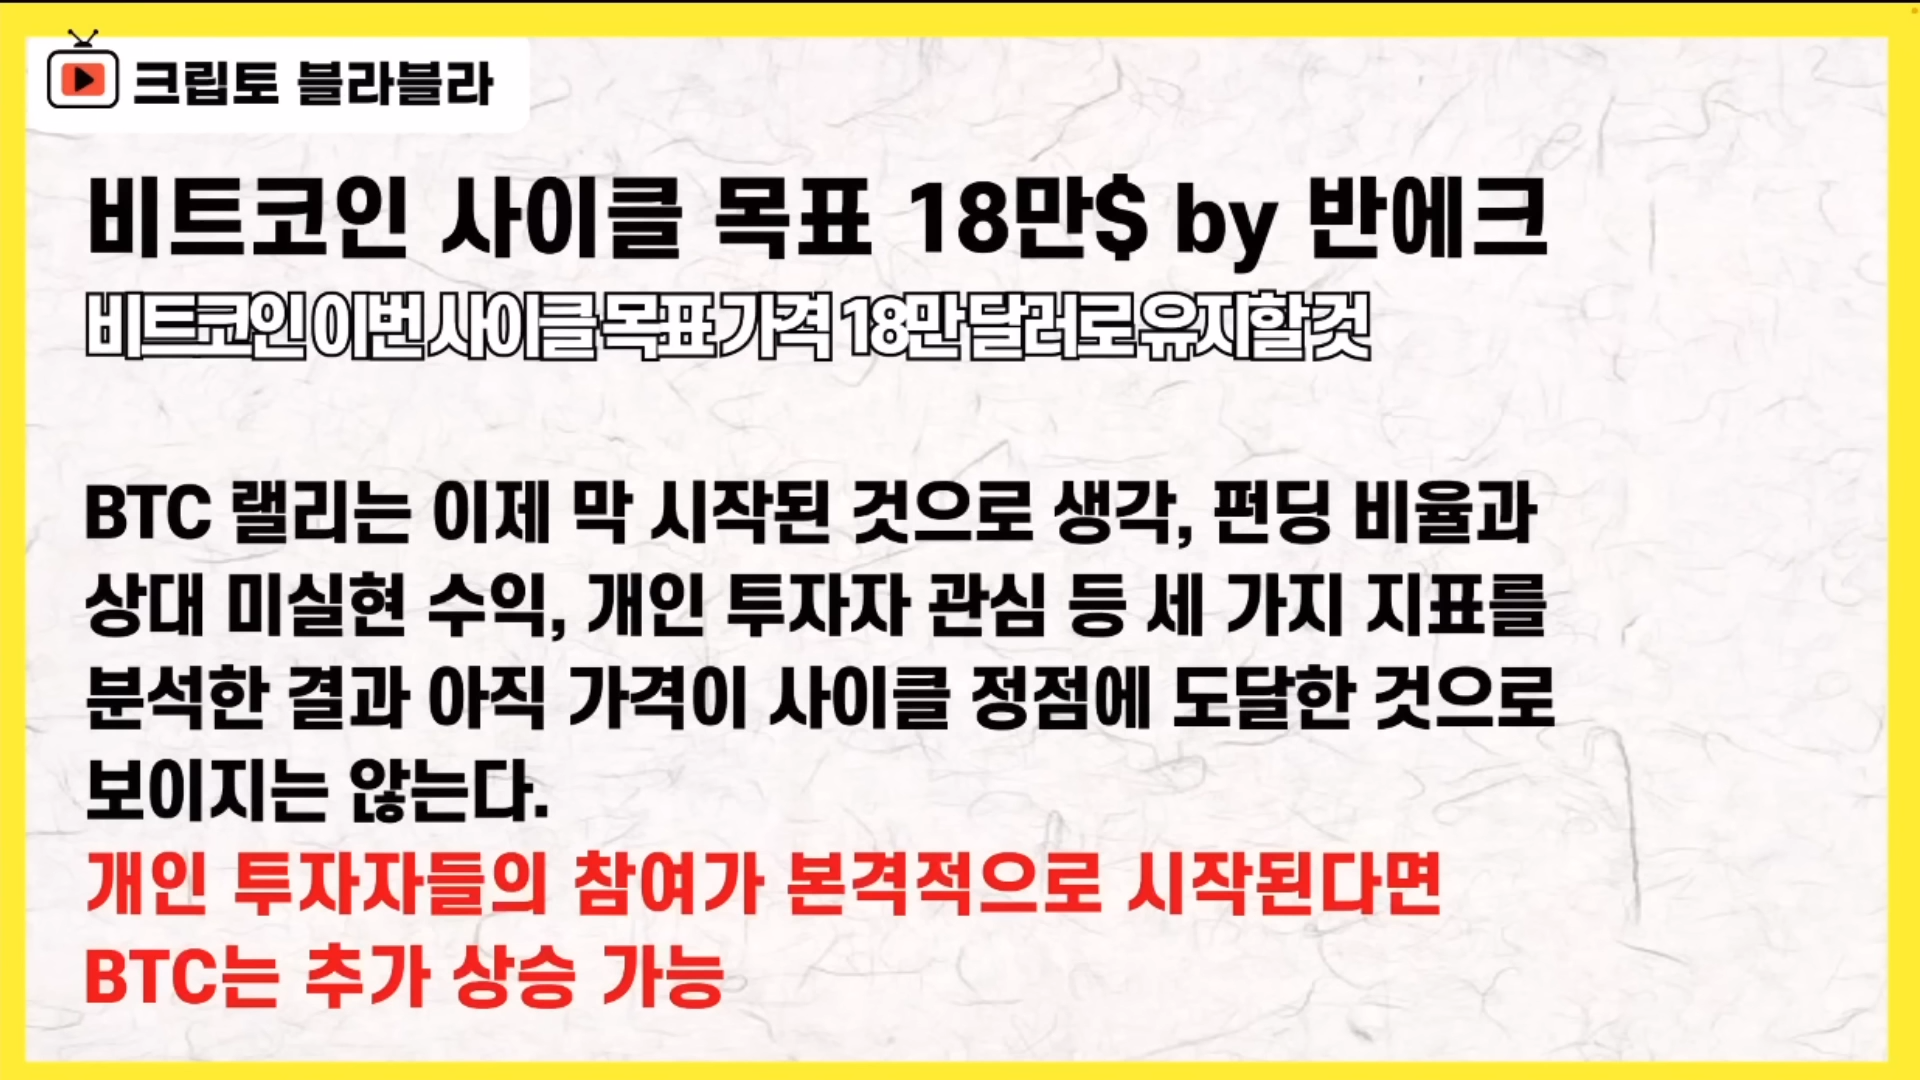 크립토 블라블라
비트코인 사이클 목표 18만$ by 반에크
비트코인 이번 사이클 목표 가격 18만 달러로 유지할 것
BTC 랠리는 이제 막 시작된 것으로 생각, 펀딩 비율과
상대 미실현 수익, 개인 투자자 관심 등 세 가지 지표를
분석한 결과 아직 가격이 사이클 정점에 도달한 것으로
보이지는 않는다.
개인 투자자들의 참여가 본격적으로 시작된다면
BTC는 추가 상승 가능